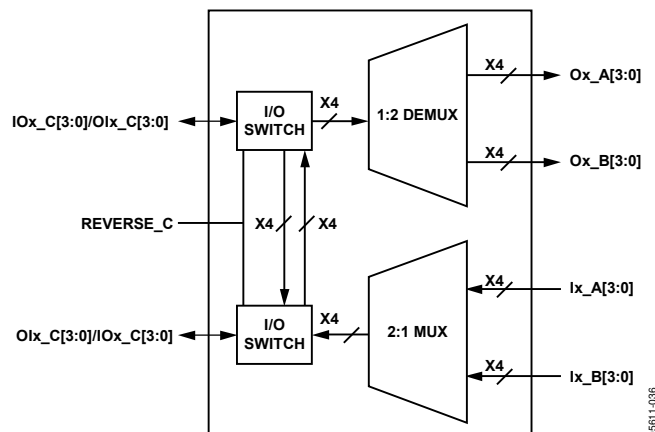 X4
Ox_A[3:0]
X4
I/O
SWITCH
1:2 DEMUX
IOx_C[3:0]/OIx_C[3:0]
X4
Ox_B[3:0]
REVERSE_C
X4
X4
X4
Ix_A[3:0]
X4
I/O
SWITCH
2:1 MUX
OIx_C[3:0]/IOx_C[3:0]
X4
Ix_B[3:0]
5611-036